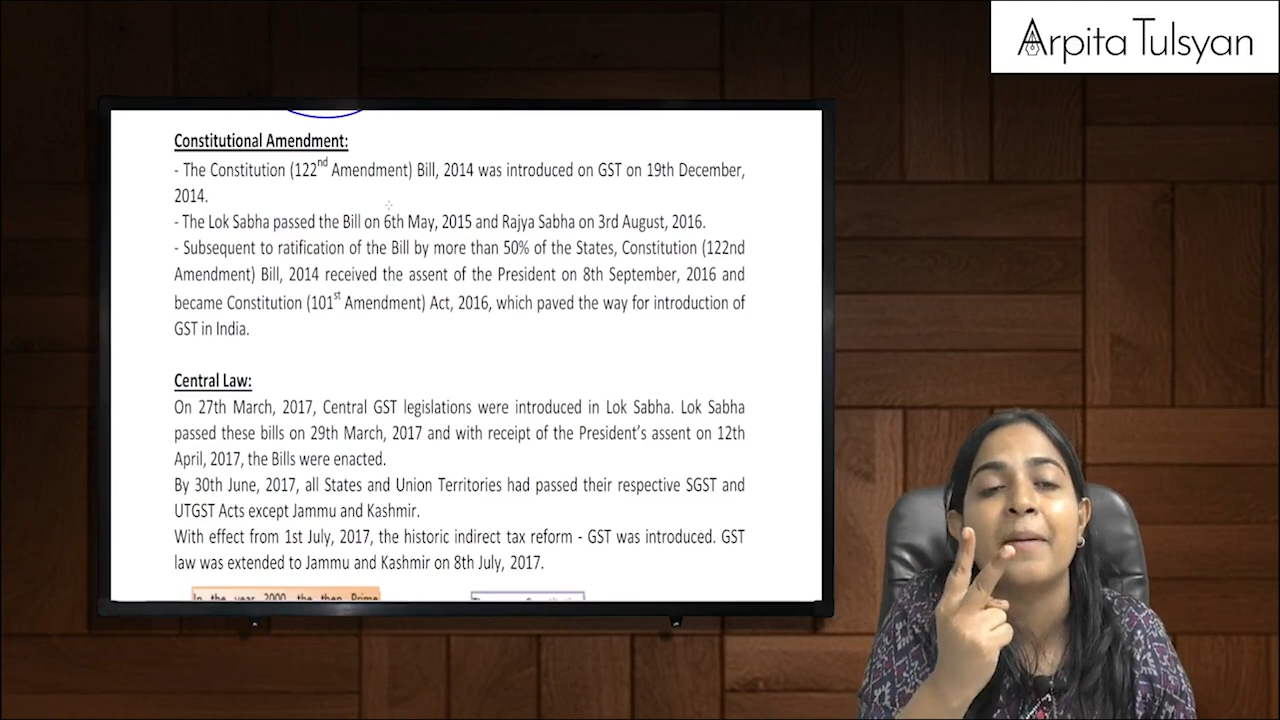 Arpita Tulsyan
Constitutional Amendment:
- The Constitution (122nd Amendment) Bill, 2014 was introduced on GST on 19th December,
2014.
- The Lok Sabha passed the Bill on 6th May, 2015 and Rajya Sabha on 3rd August, 2016.
- Subsequent to ratification of the Bill by more than 50% of the States, Constitution (122nd
Amendment) Bill, 2014 received the assent of the President on 8th September, 2016 and
became Constitution (101st Amendment) Act, 2016, which paved the way for introduction of
GST in India.
Central Law:
On 27th March, 2017, Central GST legislations were introduced in Lok Sabha. Lok Sabha
passed these bills on 29th March, 2017 and with receipt of the President’s assent on 12th
April, 2017, the Bills were enacted.
By 30th June, 2017, all States and Union Territories had passed their respective SGST and
UTGST Acts except Jammu and Kashmir.
With effect from 1st July, 2017, the historic indirect tax reform - GST was introduced. GST
law was extended to Jammu and Kashmir on 8th July, 2017.
In the year 2000, the then Prime